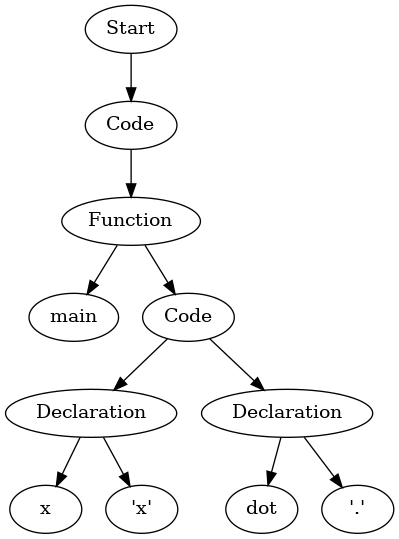 Start
Code
Function
main Code
Declaration Declaration
x 'x' dot '.'